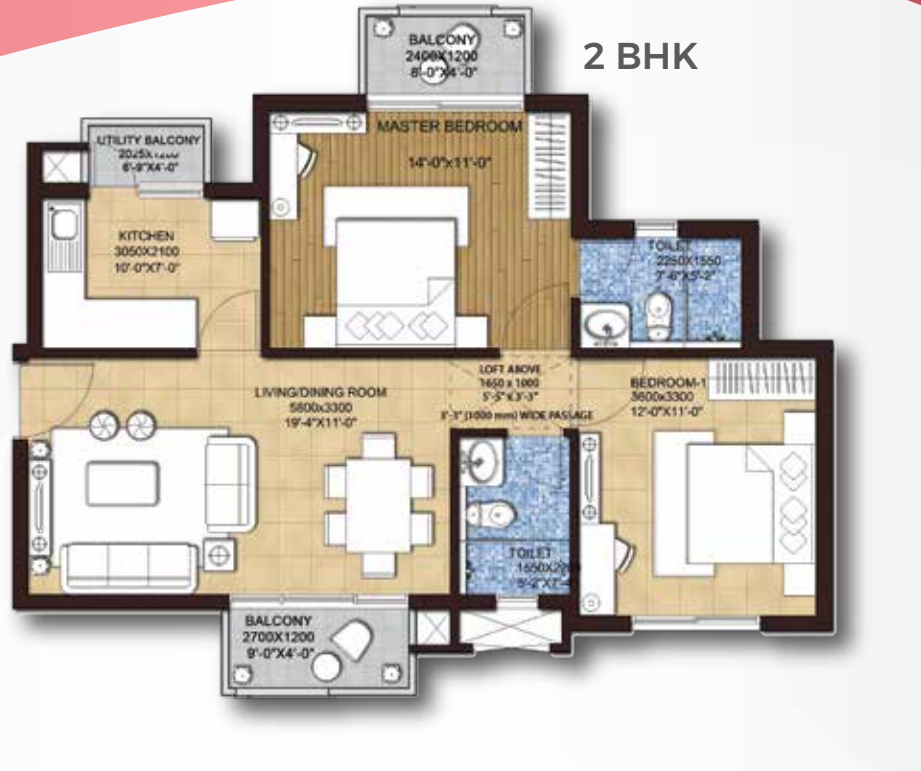 2 BHK
BALCONY
2400X1200
8'-0"X4'-0"
MASTER BEDROOM
14'-0"x11'-0"
UTILITY BALCONY
2025X1200
6'-9"X4'-0"
KITCHEN
3050X2100
10'-0"X7'-0"
TOILET
2250X1550
7'-6"X5'-2"
LOFT ABOVE
1650 x 1000
5'-5" X 3'-3"
3'-3" (1000 mm) WIDE PASSAGE
LIVING/DINING ROOM
5800x3300
19'-4"X11'-0"
BEDROOM-1
3600x3300
12'-0"X11'-0"
TOILET
BALCONY
2700X1200
9'-0"X4'-0"